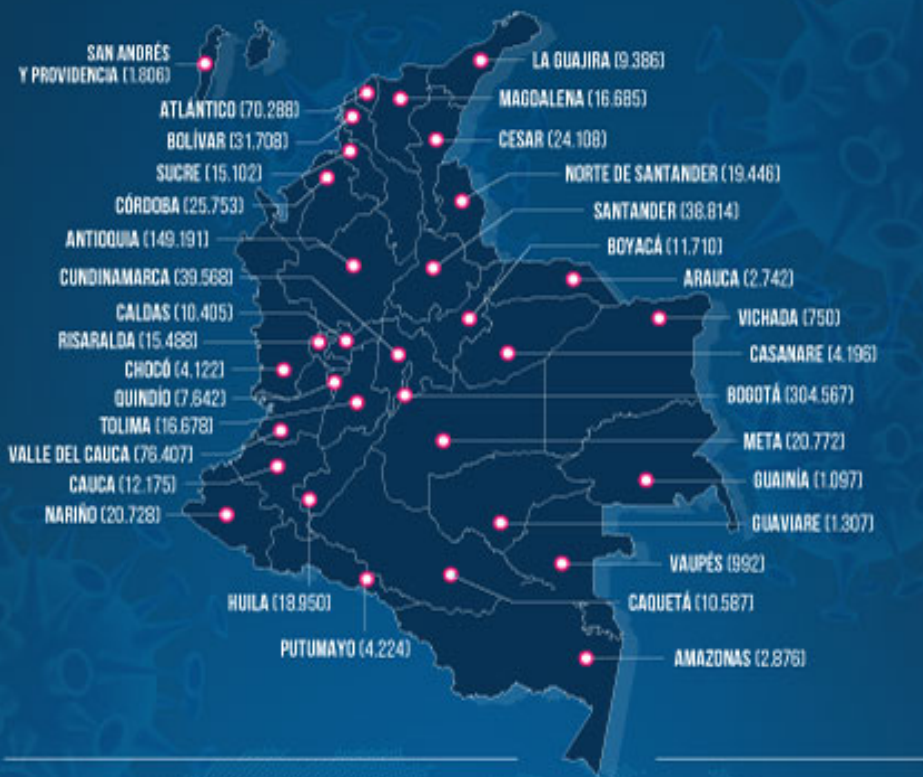 SAN ANDRÉS
Y PROVIDENCIA (1.806)
ATLÁNTICO (70.288)
BOLÍVAR (31.708)
SUCRE (15.102)
CÓRDOBA (25.753)
ANTIOQUIA (149.191)
CUNDINAMARCA (39.568)
CALDAS (10.405)
RISARALDA (15.488)
CHOCÓ (4.122)
QUINDÍO (7.642)
TOLIMA (16.678)
VALLE DEL CAUCA (76.407)
CAUCA (12.175)
NARIÑO (20.728)
HUILA (18.950)
PUTUMAYO (4.224)
LA GUAJIRA (9.386)
MAGDALENA (16.685)
CESAR (24.108)
NORTE DE SANTANDER (19.446)
SANTANDER (38.814)
BOYACÁ (11.710)
ARAUCA (2.742)
VICHADA (750)
CASANARE (4.196)
BOGOTÁ (304.567)
META (20.772)
GUAINÍA (1.097)
GUAVIARE (1.307)
VAUPÉS (992)
CAQUETÁ (10.587)
AMAZONAS (2.876)